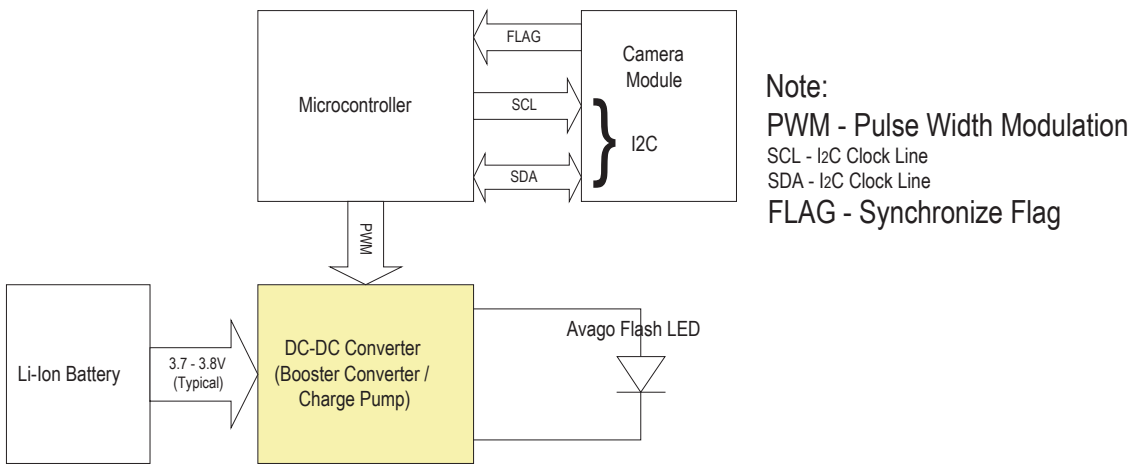 FLAG
Camera
Module
Microcontroller
SCL
I2C
SDA
Note:
PWM - Pulse Width Modulation
SCL - I2C Clock Line
SDA - I2C Clock Line
FLAG - Synchronize Flag
PWM
Li-Ion Battery
3.7 - 3.8V
(Typical)
DC-DC Converter
(Booster Converter /
Charge Pump)
Avago Flash LED